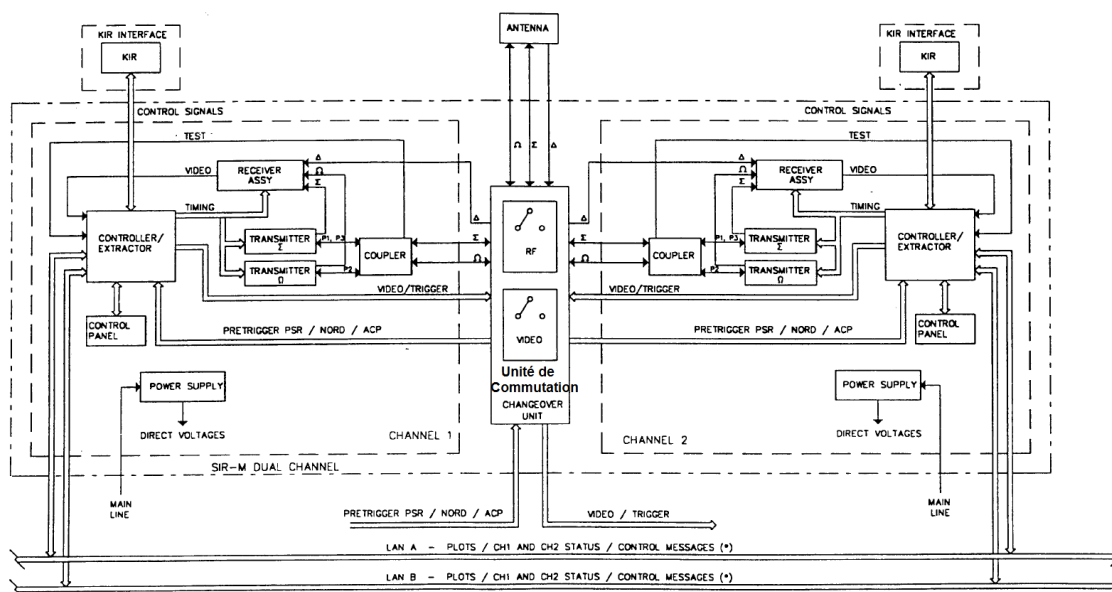 KIR INTERFACE
KIR
ANTENNA
KIR INTERFACE
KIR
CONTROL SIGNALS
CONTROL SIGNALS
TEST
TEST
Ω Σ Δ
VIDEO
RECEIVER
ASSY
Δ
Ω
Σ
Δ
Ω
Σ
RECEIVER
ASSY
VIDEO
TIMING
TIMING
CONTROLLER/
EXTRACTOR
TRANSMITTER
Σ
P1, P3
COUPLER
TRANSMITTER
Ω
P2
Δ
Σ
Ω
RF
Δ
Σ
Ω
COUPLER
P1, P3
TRANSMITTER
Σ
P2
TRANSMITTER
Ω
CONTROLLER/
EXTRACTOR
VIDEO/TRIGGER
VIDEO/TRIGGER
CONTROL
PANEL
PRETRIGGER PSR / NORD / ACP
VIDEO
PRETRIGGER PSR / NORD / ACP
CONTROL
PANEL
Unité de
Commutation
CHANGEOVER
UNIT
POWER SUPPLY
POWER SUPPLY
DIRECT VOLTAGES
DIRECT VOLTAGES
CHANNEL 1
CHANNEL 2
SIR-M DUAL CHANNEL
MAIN
LINE
MAIN
LINE
PRETRIGGER PSR / NORD / ACP
VIDEO / TRIGGER
LAN A - PLOTS / CH1 AND CH2 STATUS / CONTROL MESSAGES (*)
LAN B - PLOTS / CH1 AND CH2 STATUS / CONTROL MESSAGES (*)